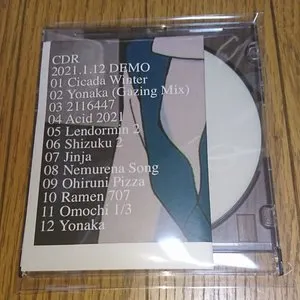 CDR
2021.1.12 DEMO
01 Cicada Winter
02 Yonaka (Gazing Mix)
03 2116447
04 Acid 2021
05 Lendormin 2
06 Shizuku 2
07 Jinja
08 Nemurena Song
09 Ohiruni Pizza
10 Ramen 707
11 Omochi 1/3
12 Yonaka